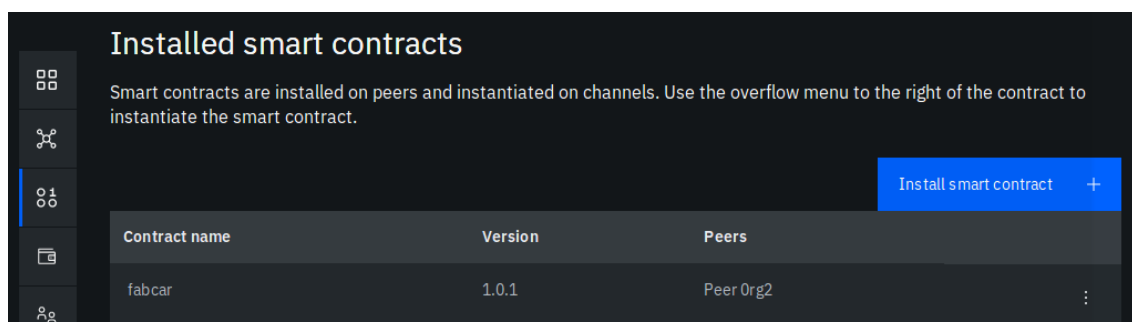 Installed smart contracts
Smart contracts are installed on peers and instantiated on channels. Use the overflow menu to the right of the contract to
instantiate the smart contract.
Install smart contract +
Contract name Version Peers
fabcar 1.0.1 Peer Org2